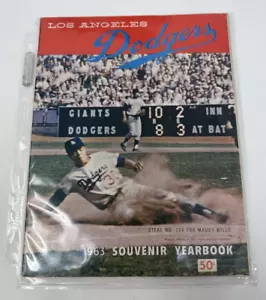 LOS ANGELES
Dodgers
GIANTS 10 2 INN
DODGERS 8 3 AT BAT
Dodgers
STEAL NO. 104 FOR MAURY WILLS
1963 SOUVENIR YEARBOOK
50¢